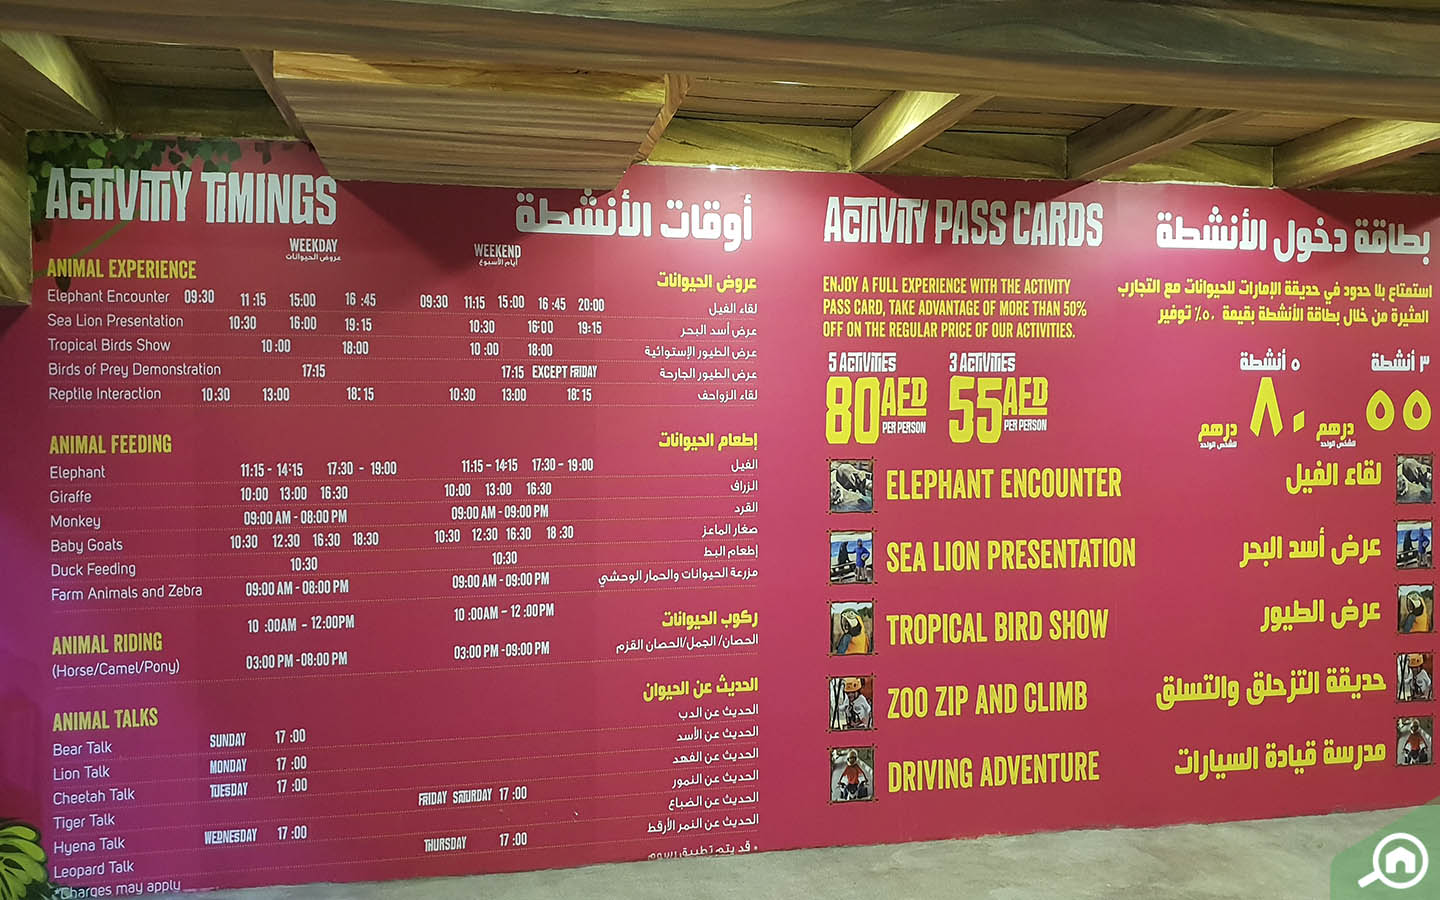 ACTIVITY TIMINGS أوقات الأنشطة
WEEKDAY WEEKEND
عروض الحيوانات أيام الأسبوع
ANIMAL EXPERIENCE عروض الحيوانات
Elephant Encounter 09:30 11:15 15:00 16:45 09:30 11:15 15:00 16:45 20:00 لقاء الفيل
Sea Lion Presentation 10:30 16:00 19:15 10:30 16:00 19:15 عرض أسد البحر
Tropical Birds Show 10:00 18:00 10:00 18:00 عرض الطيور الإستوائية
Birds of Prey Demonstration 17:15 17:15 EXCEPT FRIDAY عرض الطيور الجارحة
Reptile Interaction 10:30 13:00 18:15 10:30 13:00 18:15 لقاء الزواحف
ANIMAL FEEDING إطعام الحيوانات
Elephant 11:15 - 14:15 17:30 - 19:00 11:15 - 14:15 17:30 - 19:00 الفيل
Giraffe 10:00 13:00 16:30 10:00 13:00 16:30 الزراف
Monkey 09:00 AM - 08:00 PM 09:00 AM - 09:00 PM القرد
Baby Goats 10:30 12:30 16:30 18:30 10:30 12:30 16:30 18:30 صغار الماعز
Duck Feeding 10:30 10:30 إطعام البط
Farm Animals and Zebra 09:00 AM - 08:00 PM 09:00 AM - 09:00 PM مزرعة الحيوانات والحمار الوحشي
ANIMAL RIDING 10:00AM - 12:00PM 10:00AM - 12:00PM ركوب الحيوانات
(Horse/Camel/Pony) 03:00 PM - 08:00 PM 03:00 PM - 09:00 PM الحصان/ الجمل/الحصان القزم
ANIMAL TALKS الحديث عن الحيوان
Bear Talk SUNDAY 17:00 الحديث عن الدب
Lion Talk MONDAY 17:00 الحديث عن الأسد
Cheetah Talk TUESDAY 17:00 الحديث عن الفهد
Tiger Talk FRIDAY SATURDAY 17:00 الحديث عن النمور
Hyena Talk WEDNESDAY 17:00 الحديث عن الضباع
Leopard Talk THURSDAY 17:00 الحديث عن النمر الأرقط
*Charges may apply * قد يتم تطبيق رسوم
ACTIVITY PASS CARDS بطاقة دخول الأنشطة
ENJOY A FULL EXPERIENCE WITH THE ACTIVITY
PASS CARD, TAKE ADVANTAGE OF MORE THAN 50%
OFF ON THE REGULAR PRICE OF OUR ACTIVITIES.
استمتاع بلا حدود في حديقة الإمارات للحيوانات مع التجارب
المثيرة من خلال بطاقة الأنشطة بقيمة ٥٠٪ توفير
5 ACTIVITIES 3 ACTIVITIES ٥ أنشطة ٣ أنشطة
80 AED PER PERSON 55 AED PER PERSON ٨٠ درهم للشخص الواحد ٥٥ درهم للشخص الواحد
ELEPHANT ENCOUNTER لقاء الفيل
SEA LION PRESENTATION عرض أسد البحر
TROPICAL BIRD SHOW عرض الطيور
ZOO ZIP AND CLIMB حديقة التزحلق والتسلق
DRIVING ADVENTURE مدرسة قيادة السيارات